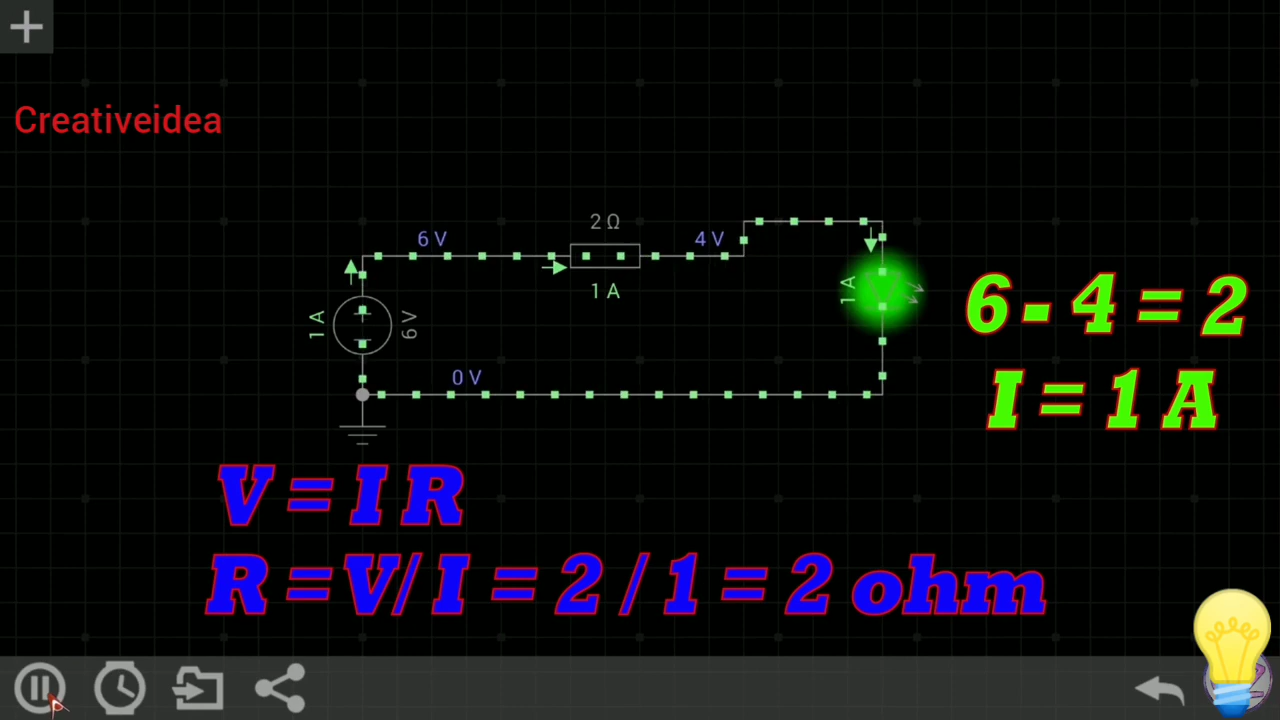 Creativeidea
2 Ω
6 V
4 V
1 A
1 A
6 V
1 A
0 V
6 - 4 = 2
I = 1 A
V = I R
R = V/ I = 2 / 1 = 2 ohm